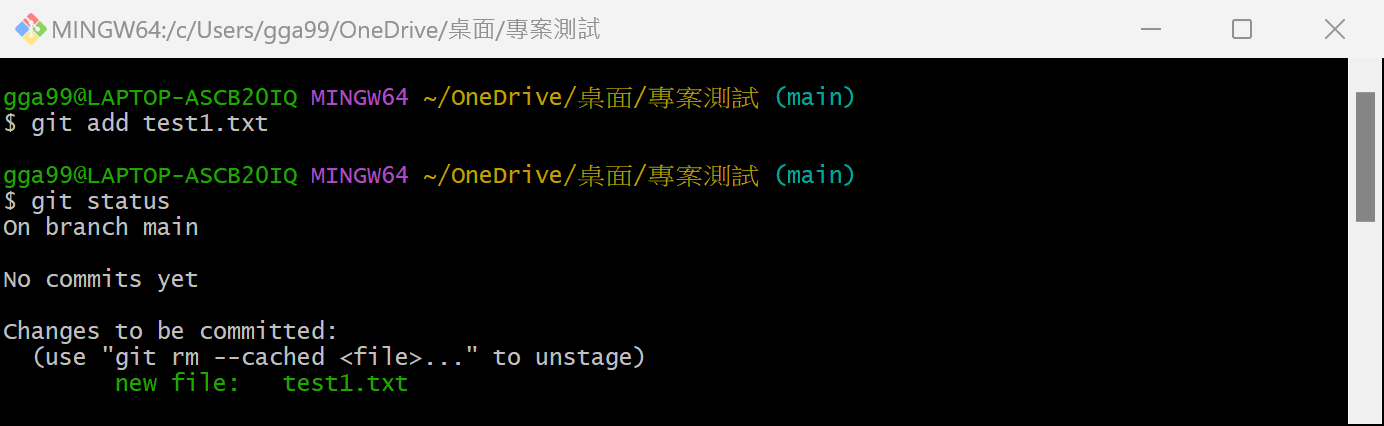 MINGW64:/c/Users/gga99/OneDrive/桌面/專案測試
gga99@LAPTOP-ASCB2OIQ MINGW64 ~/OneDrive/桌面/專案測試 (main)
$ git add test1.txt
gga99@LAPTOP-ASCB2OIQ MINGW64 ~/OneDrive/桌面/專案測試 (main)
$ git status
On branch main
No commits yet
Changes to be committed:
  (use "git rm --cached <file>..." to unstage)
        new file:   test1.txt